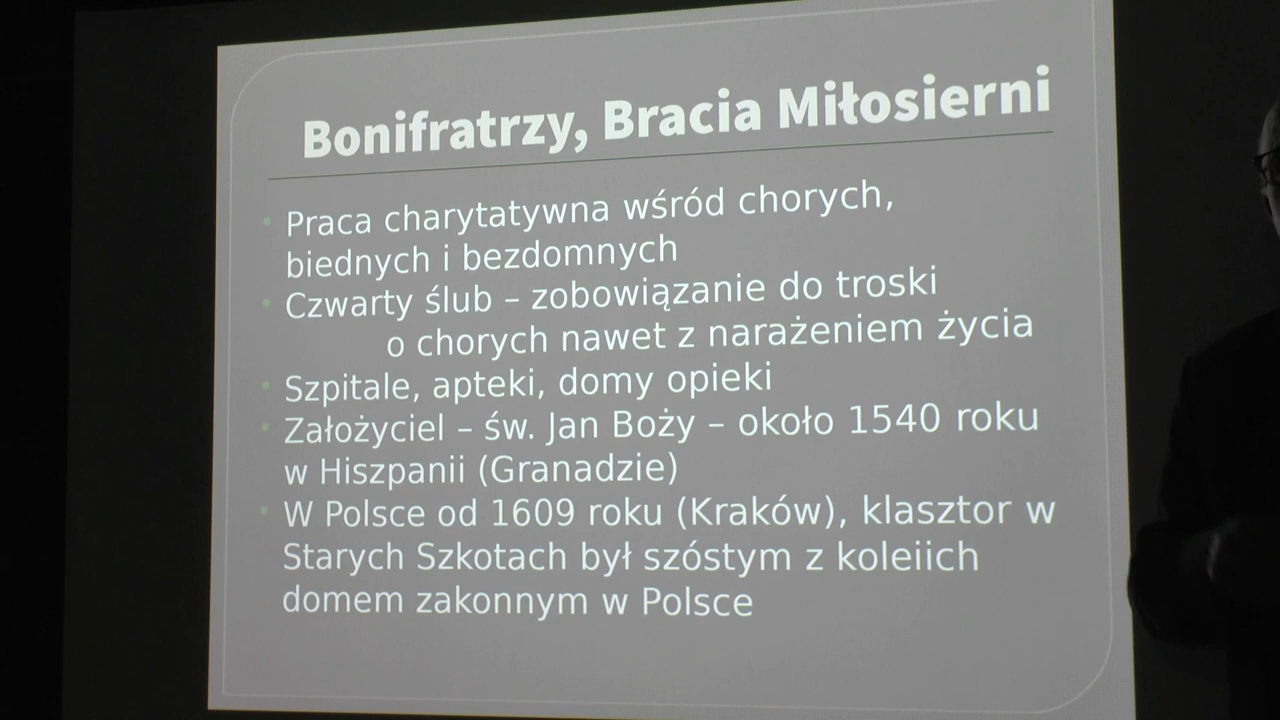 Bonifratrzy, Bracia Miłosierni
Praca charytatywna wśród chorych,
biednych i bezdomnych
Czwarty ślub – zobowiązanie do troski
o chorych nawet z narażeniem życia
Szpitale, apteki, domy opieki
Założyciel – św. Jan Boży – około 1540 roku
w Hiszpanii (Granadzie)
W Polsce od 1609 roku (Kraków), klasztor w
Starych Szkotach był szóstym z koleiich
domem zakonnym w Polsce